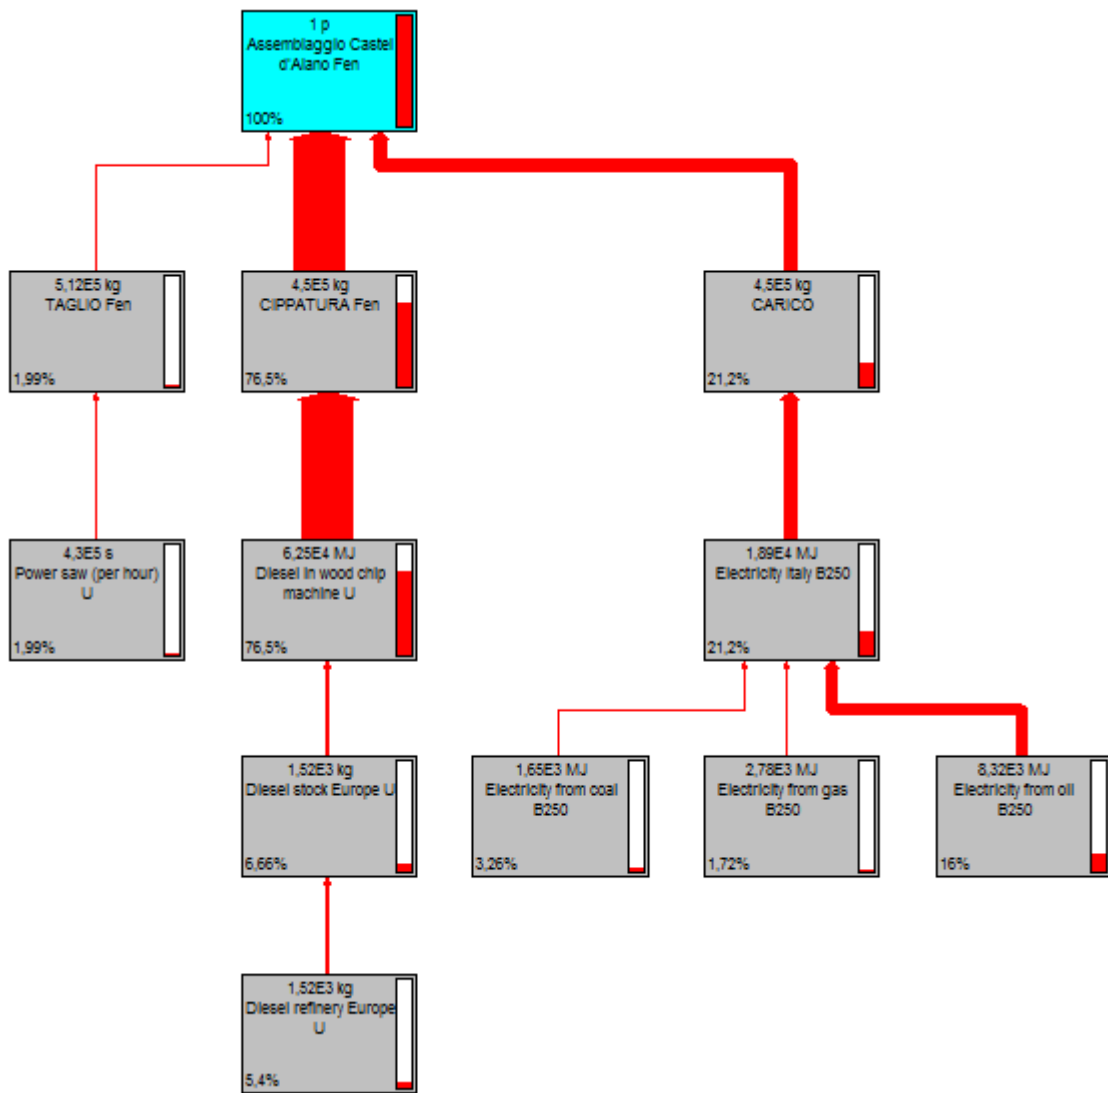 1 p
Assemblaggio Castel
d'Aiano Fen
100%
5,12E5 kg
TAGLIO Fen
1,99%
4,5E5 kg
CIPPATURA Fen
76,5%
4,5E5 kg
CARICO
21,2%
4,3E5 s
Power saw (per hour)
U
1,99%
6,25E4 MJ
Diesel in wood chip
machine U
76,5%
1,89E4 MJ
Electricity Italy B250
21,2%
1,52E3 kg
Diesel stock Europe U
6,66%
1,65E3 MJ
Electricity from coal
B250
3,26%
2,78E3 MJ
Electricity from gas
B250
1,72%
8,32E3 MJ
Electricity from oil
B250
16%
1,52E3 kg
Diesel refinery Europe
U
5,4%